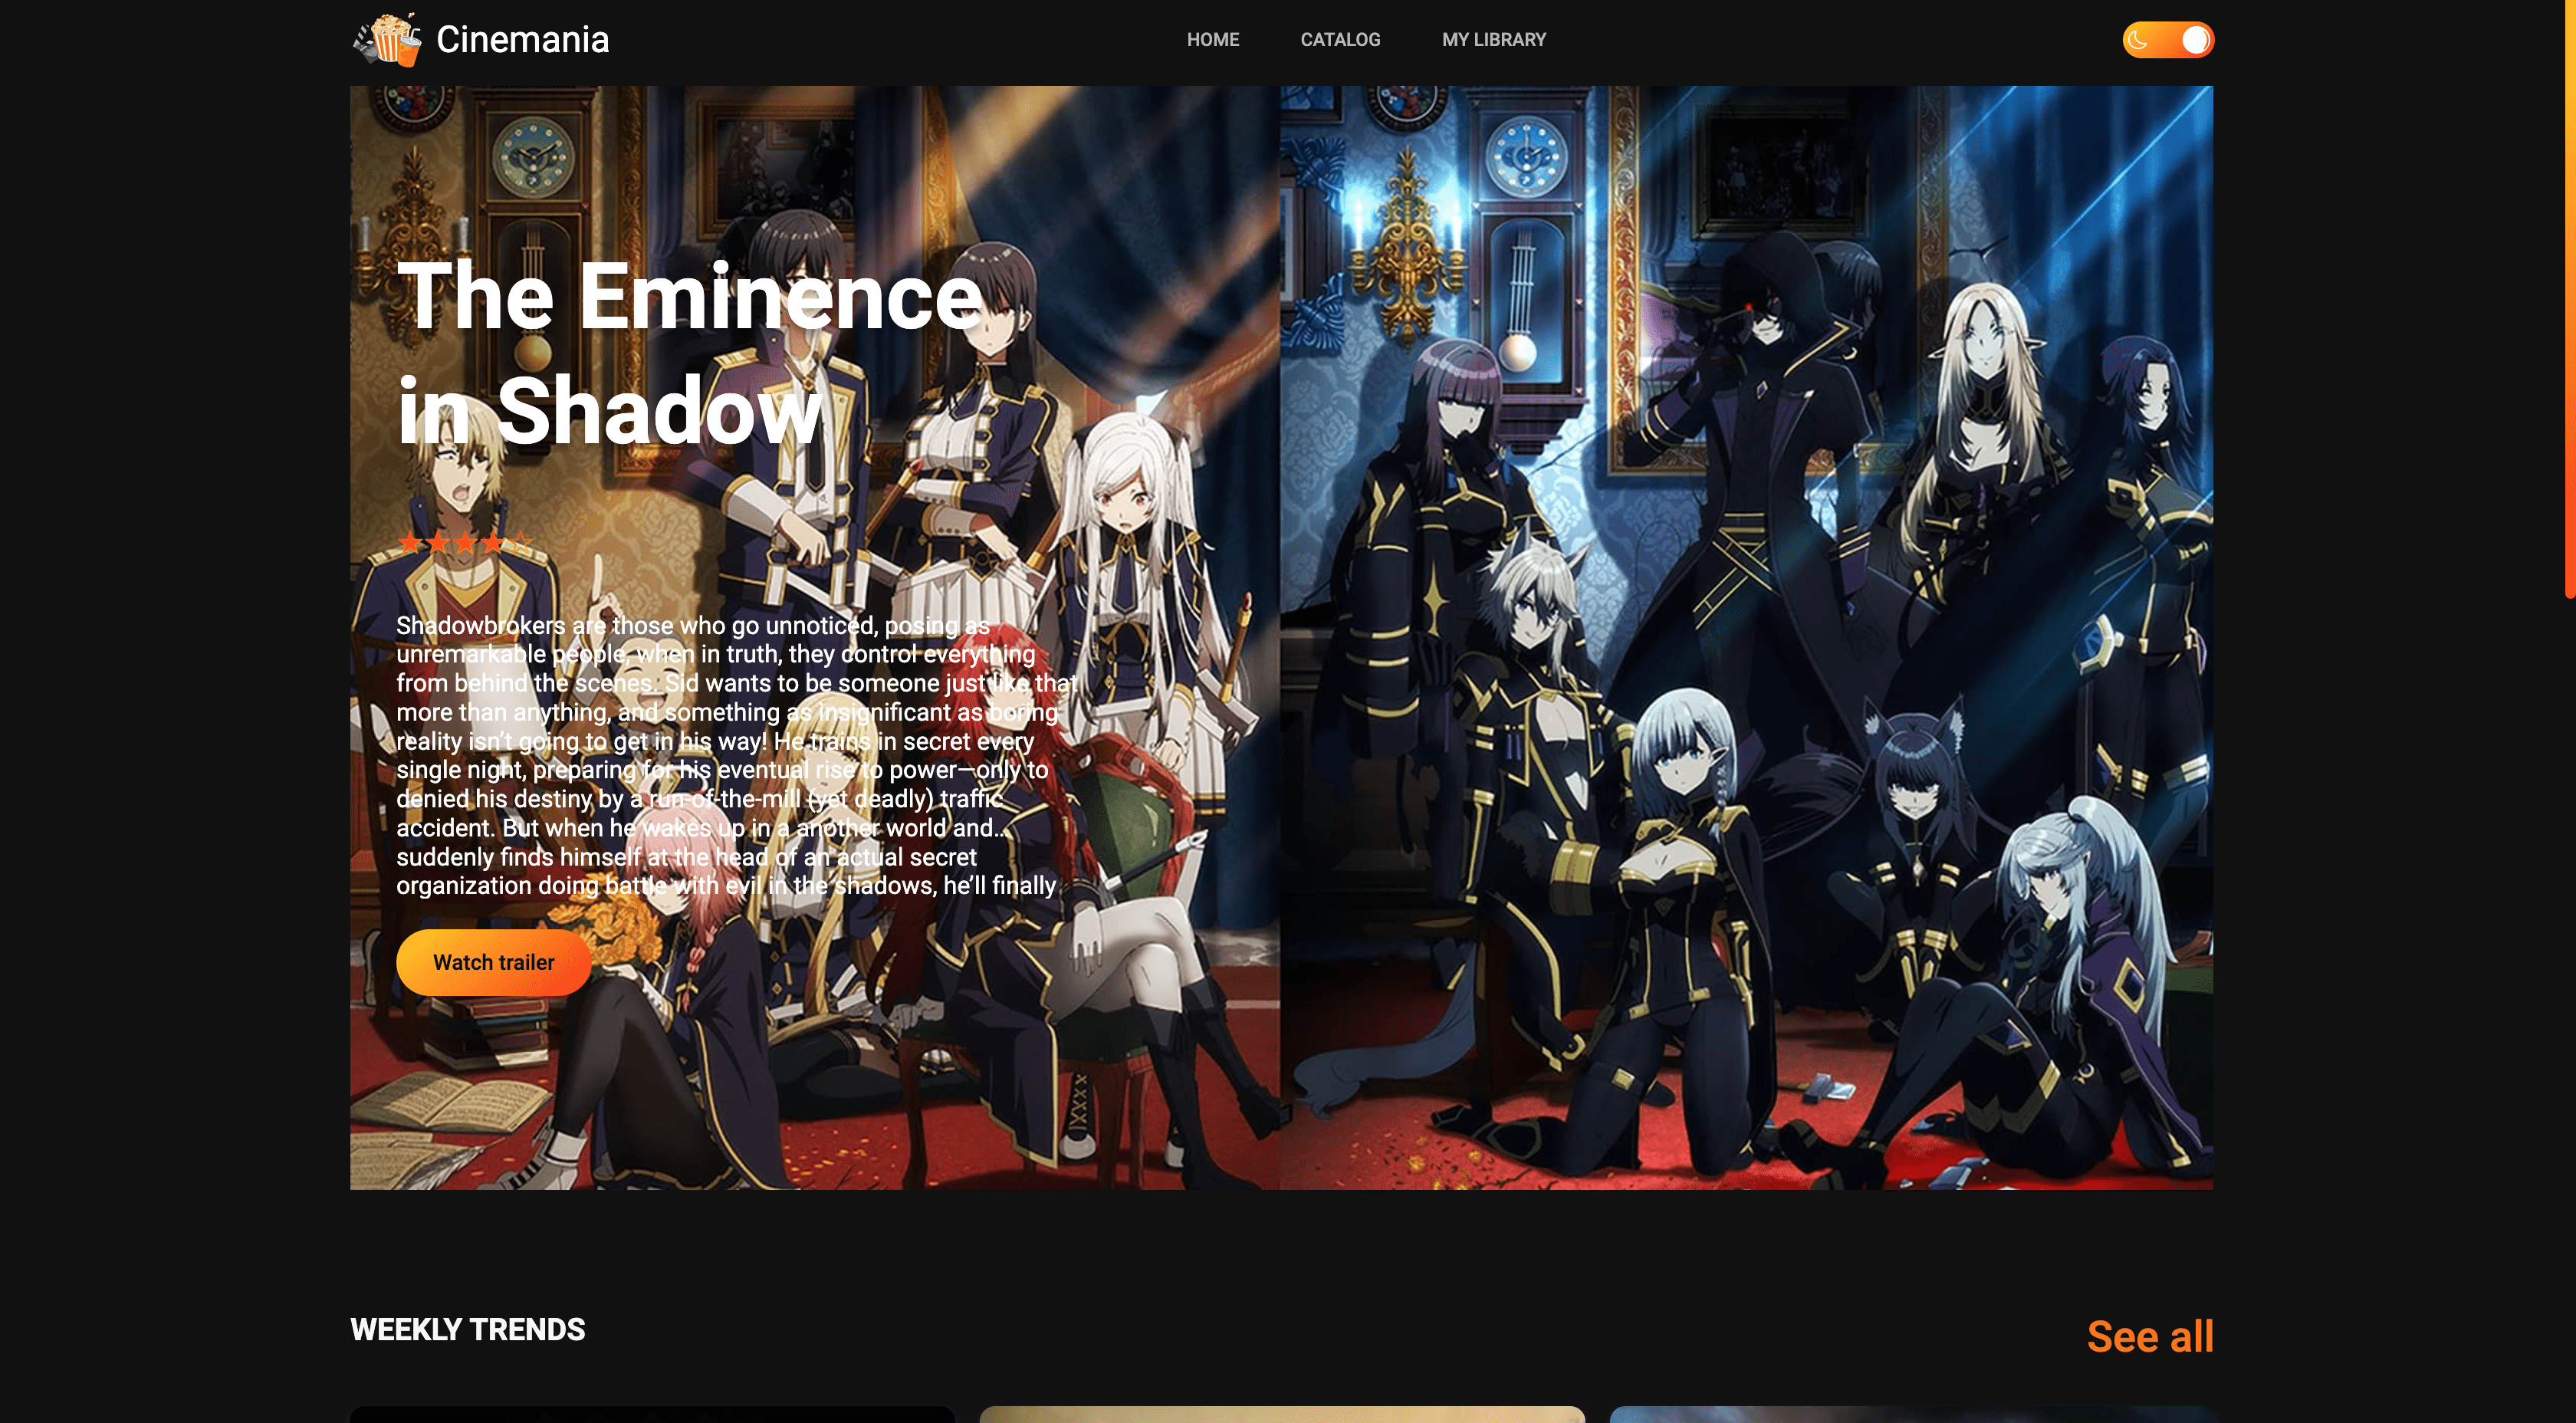 Cinemania
HOME
CATALOG
MY LIBRARY
The Eminence
in Shadow
Shadowbrokers are those who go unnoticed, posing as
unremarkable people, when in truth, they control everything
from behind the scenes. Sid wants to be someone just like that
more than anything, and something as insignificant as boring
reality isn’t going to get in his way! He trains in secret every
single night, preparing for his eventual rise to power—only to
denied his destiny by a run-of-the-mill (yet deadly) traffic
accident. But when he wakes up in a another world and...
suddenly finds himself at the head of an actual secret
organization doing battle with evil in the shadows, he’ll finally
Watch trailer
WEEKLY TRENDS
See all